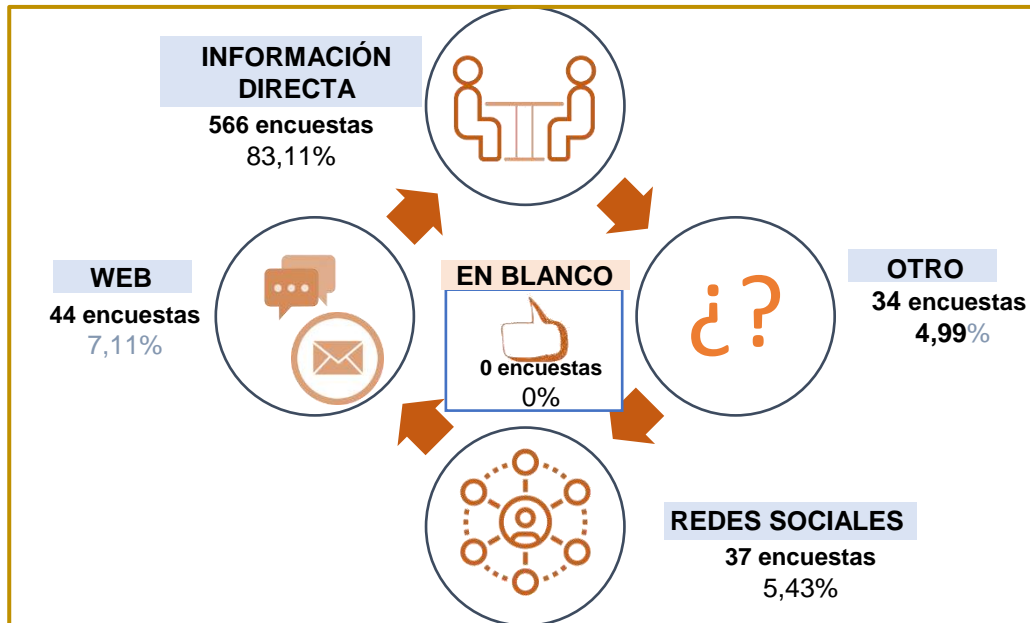 INFORMACIÓN
DIRECTA
566 encuestas
83,11%
WEB
44 encuestas
7,11%
EN BLANCO
0 encuestas
0%
¿?
OTRO
34 encuestas
4,99%
REDES SOCIALES
37 encuestas
5,43%